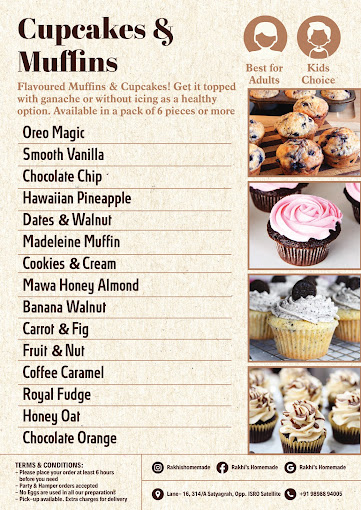 Cupcakes &
Muffins
Best for
Adults
Kids
Choice
Flavoured Muffins & Cupcakes! Get it topped
with ganache or without icing as a healthy
option. Available in a pack of 6 pieces or more
Oreo Magic
Smooth Vanilla
Chocolate Chip
Hawaiian Pineapple
Dates & Walnut
Madeleine Muffin
Cookies & Cream
Mawa Honey Almond
Banana Walnut
Carrot & Fig
Fruit & Nut
Coffee Caramel
Royal Fudge
Honey Oat
Chocolate Orange
TERMS & CONDITIONS:
- Please place your order at least 6 hours
before you need
- Party & Hamper orders accepted
- No Eggs are used in all our preparation!
- Pick-up available. Extra charges for delivery
Rakhishomemade
Rakhi's Homemade
Rakhi's Homemade
Lane- 16, 314/A Satyagrah, Opp. ISRO Satellite
+91 98988 94005